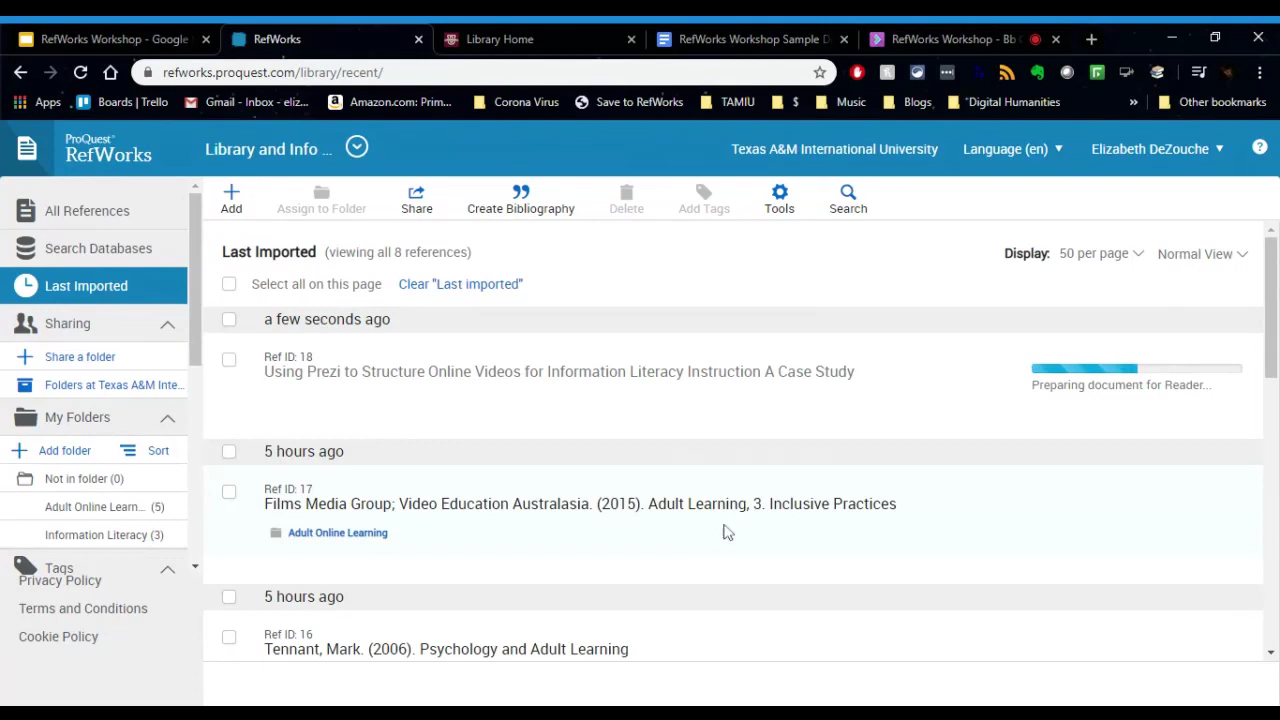 RefWorks Workshop - Google
RefWorks
Library Home
RefWorks Workshop Sample D
RefWorks Workshop - Bb
refworks.proquest.com/library/recent/
Apps
Boards | Trello
Gmail - Inbox - eliz...
Amazon.com: Prim...
Corona Virus
Save to RefWorks
TAMIU
$
Music
Blogs
"Digital Humanities
»
Other bookmarks
ProQuest®
RefWorks
Library and Info ...
Texas A&M International University
Language (en)
Elizabeth DeZouche
?
All References
Search Databases
Last Imported
Sharing
Share a folder
Folders at Texas A&M Inte...
My Folders
Add folder
Sort
Not in folder (0)
Adult Online Learn... (5)
Information Literacy (3)
Tags
Privacy Policy
Terms and Conditions
Cookie Policy
Add
Assign to Folder
Share
Create Bibliography
Delete
Add Tags
Tools
Search
Last Imported (viewing all 8 references)
Display: 50 per page Normal View
Select all on this page Clear "Last imported"
a few seconds ago
Ref ID: 18
Using Prezi to Structure Online Videos for Information Literacy Instruction A Case Study
Preparing document for Reader...
5 hours ago
Ref ID: 17
Films Media Group; Video Education Australasia. (2015). Adult Learning, 3. Inclusive Practices
Adult Online Learning
5 hours ago
Ref ID: 16
Tennant, Mark. (2006). Psychology and Adult Learning